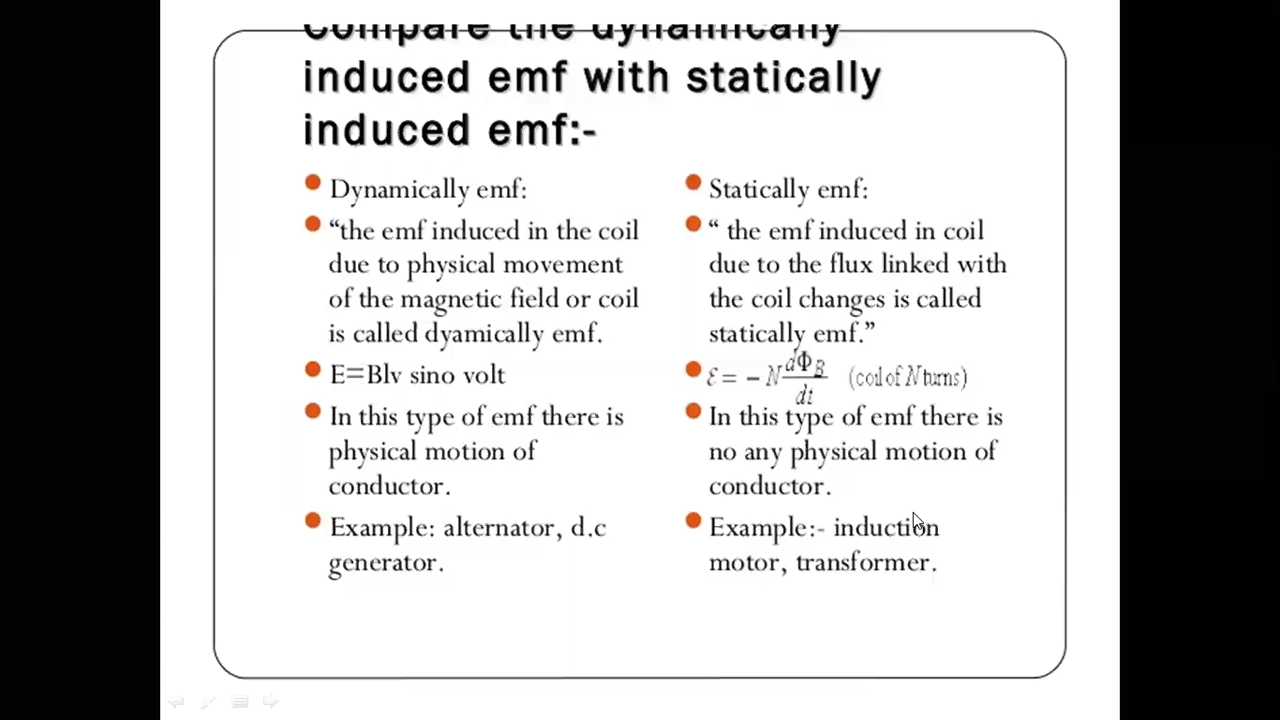 Compare the dynamically
induced emf with statically
induced emf:-
Dynamically emf:
“the emf induced in the coil
due to physical movement
of the magnetic field or coil
is called dyamically emf.
E=Blv sino volt
In this type of emf there is
physical motion of
conductor.
Example: alternator, d.c
generator.
Statically emf:
“ the emf induced in coil
due to the flux linked with
the coil changes is called
statically emf.”
ℰ = − N dΦ_B/dt (coil of N turns)
In this type of emf there is
no any physical motion of
conductor.
Example:- induction
motor, transformer.